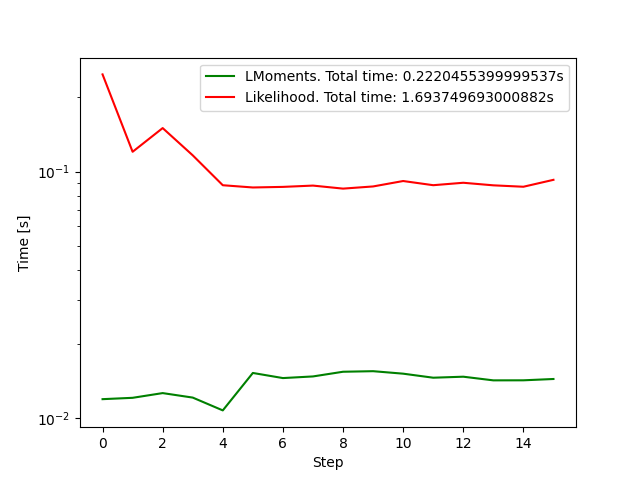 LMoments. Total time: 0.2220455399999537s
Likelihood. Total time: 1.693749693000882s
10⁻¹
10⁻²
Time [s]
0 2 4 6 8 10 12 14
Step